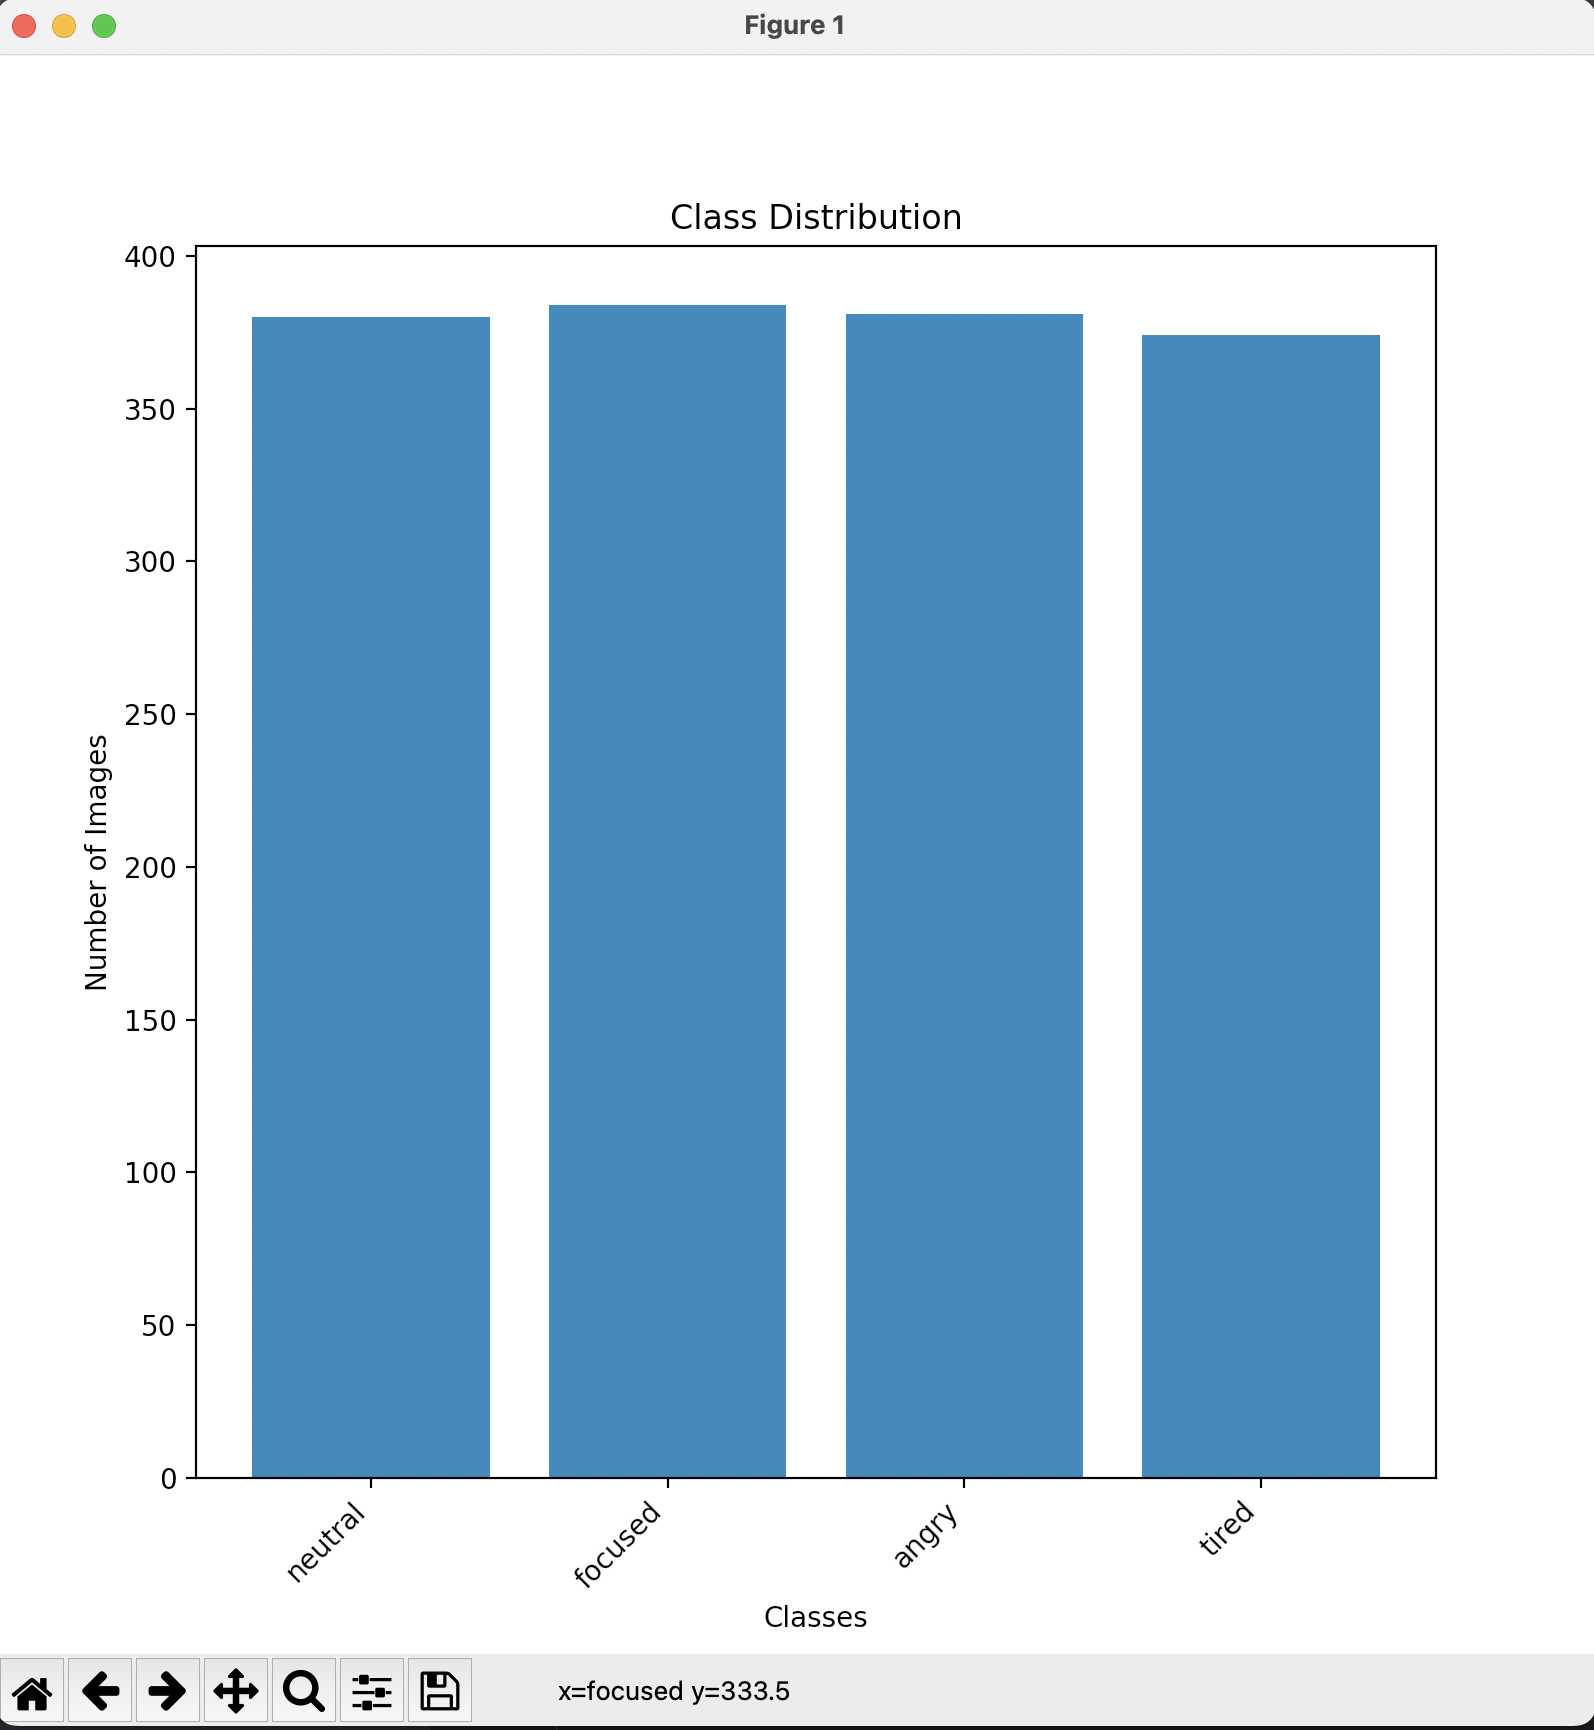 Figure 1
Class Distribution
400
350
300
250
200
150
100
50
0
Number of Images
neutral
focused
angry
tired
Classes
x=focused y=333.5